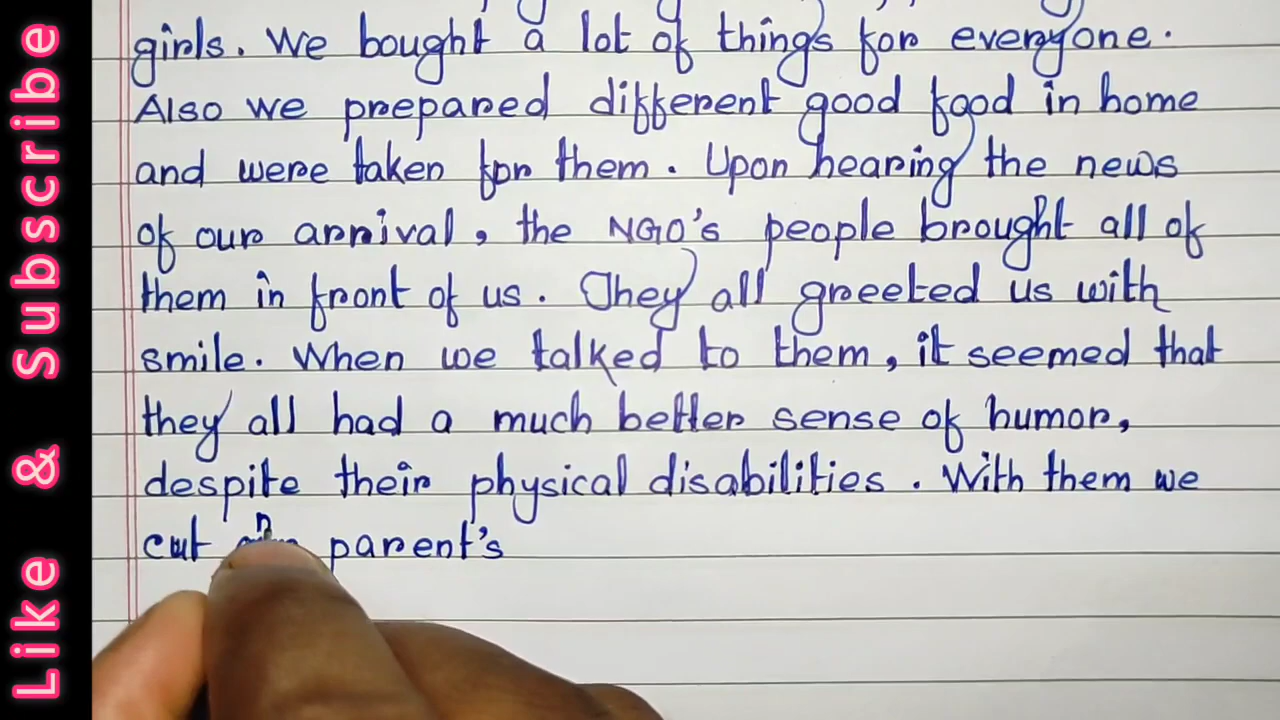 girls. We bought a lot of things for everyone.
Also we prepared different good food in home
and were taken for them. Upon hearing the news
of our arrival, the NGO's people brought all of
them in front of us. They all greeted us with
smile. When we talked to them, it seemed that
they all had a much better sense of humor,
despite their physical disabilities. With them we
cut parent's
Like & Subscribe